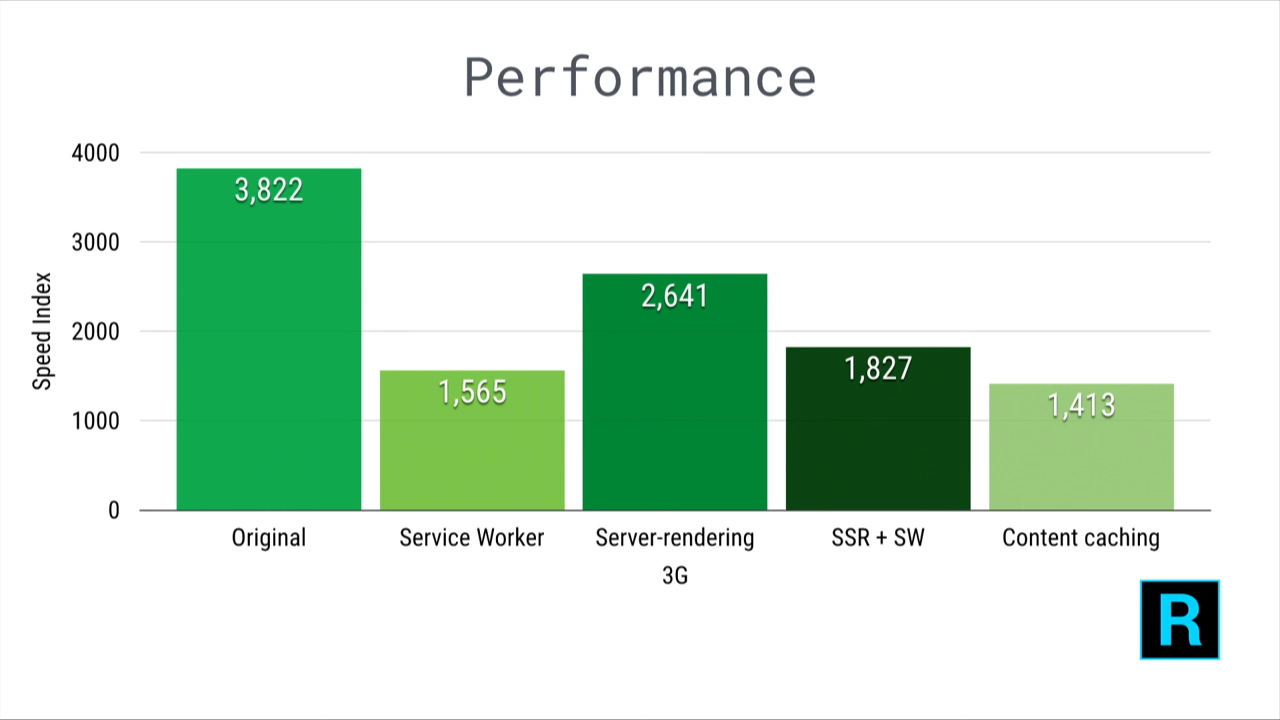 Performance
4000
3000
2000
1000
0
Speed Index
3,822
1,565
2,641
1,827
1,413
Original
Service Worker
Server-rendering
SSR + SW
Content caching
3G
R